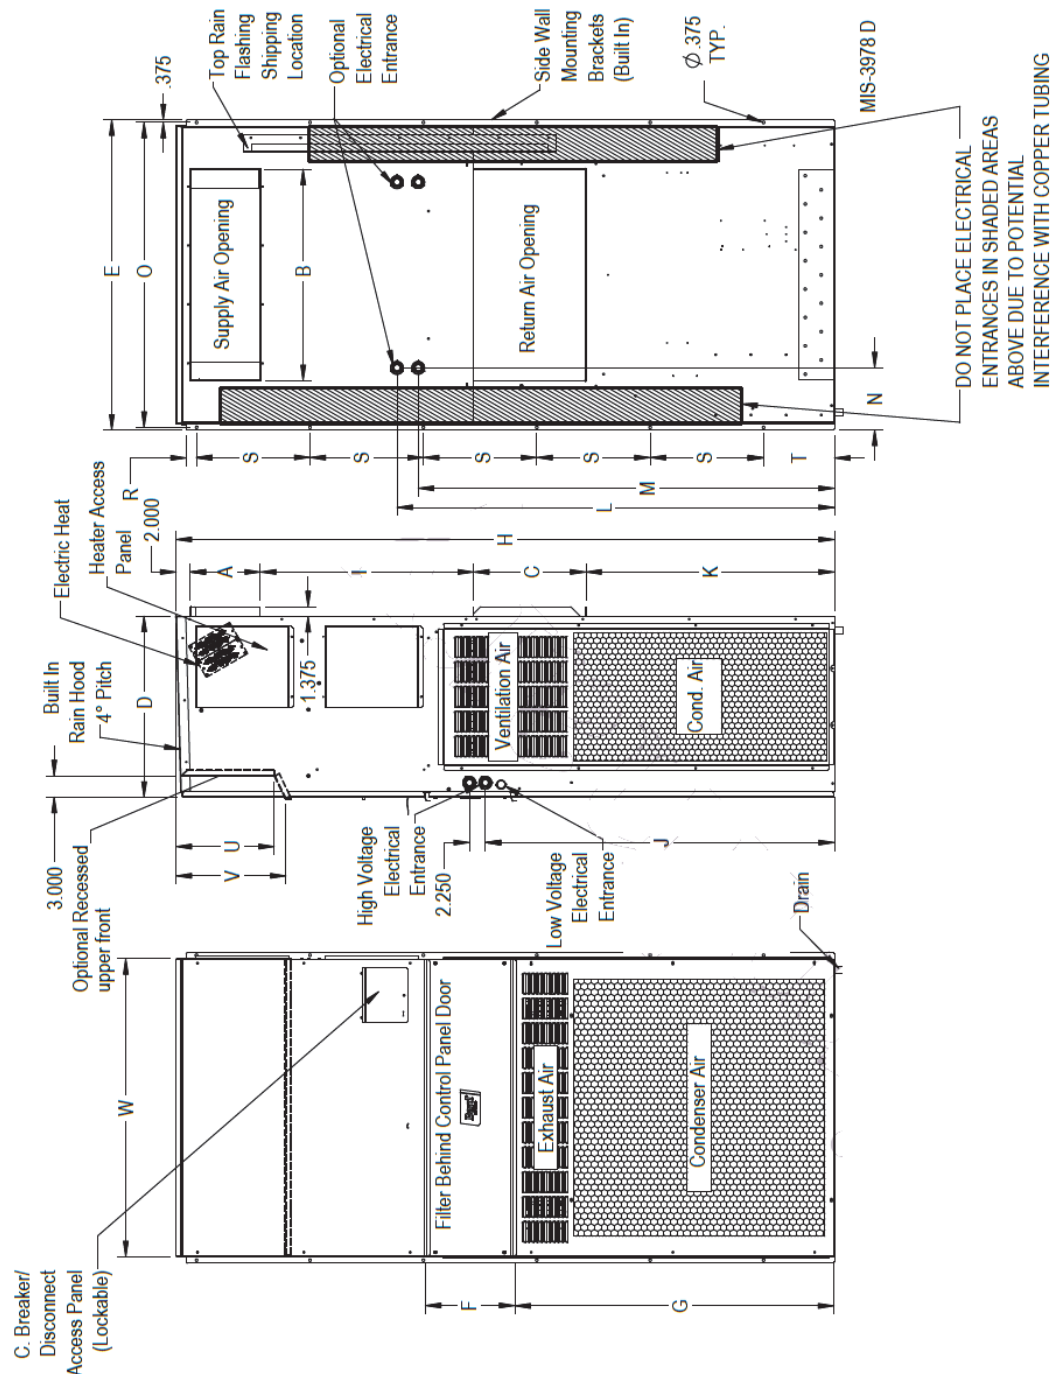 C. Breaker/
Disconnect
Access Panel
(Lockable)
W
F
G
Filter Behind Control Panel Door
Exhaust Air
Condenser Air
Drain
3.000
Optional Recessed
upper front
Built In
Rain Hood
4° Pitch
Electric Heat
Heater Access
Panel
2.000
D
U
V
A
I
H
C
K
J
1.375
High Voltage
Electrical
Entrance
2.250
Low Voltage
Electrical
Entrance
Ventilation Air
Cond. Air
R
S
S
S
S
S
T
L
M
N
E
O
B
.375
Supply Air Opening
Return Air Opening
Top Rain
Flashing
Shipping
Location
Optional
Electrical
Entrance
Side Wall
Mounting
Brackets
(Built In)
Ø.375
TYP.
MIS-3978 D
DO NOT PLACE ELECTRICAL
ENTRANCES IN SHADED AREAS
ABOVE DUE TO POTENTIAL
INTERFERENCE WITH COPPER TUBING